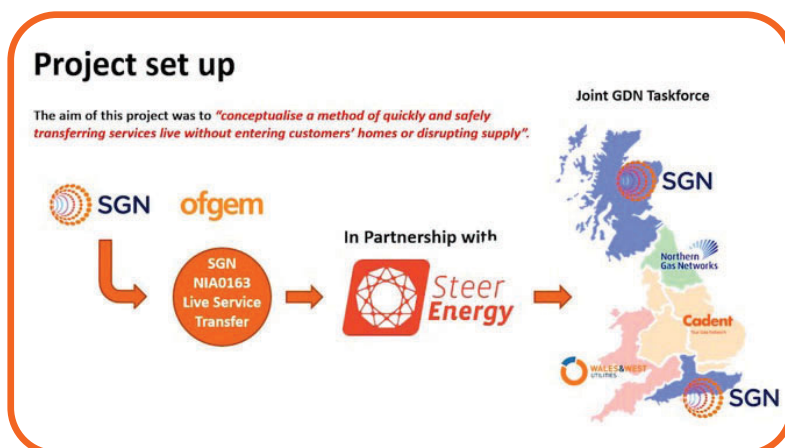 Project set up
The aim of this project was to "conceptualise a method of quickly and safely
transferring services live without entering customers' homes or disrupting supply".
SGN
ofgem
SGN
NIA0163
Live Service
Transfer
In Partnership with
Steer
Energy
Joint GDN Taskforce
SGN
Northern
Gas Networks
Cadent
WALES&WEST
UTILITIES
SGN